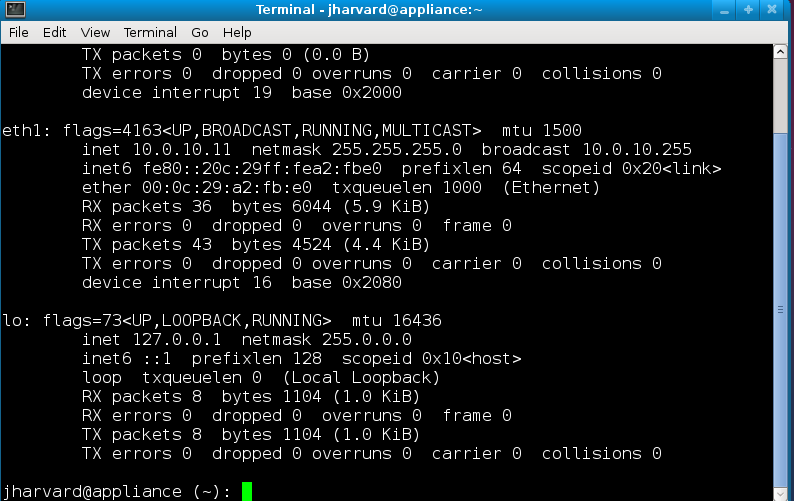 Terminal - jharvard@appliance:~
File Edit View Terminal Go Help
TX packets 0  bytes 0 (0.0 B)
TX errors 0  dropped 0 overruns 0  carrier 0  collisions 0
device interrupt 19  base 0x2000
eth1: flags=4163<UP,BROADCAST,RUNNING,MULTICAST>  mtu 1500
inet 10.0.10.11  netmask 255.255.255.0  broadcast 10.0.10.255
inet6 fe80::20c:29ff:fea2:fbe0  prefixlen 64  scopeid 0x20<link>
ether 00:0c:29:a2:fb:e0  txqueuelen 1000  (Ethernet)
RX packets 36  bytes 6044 (5.9 KiB)
RX errors 0  dropped 0  overruns 0  frame 0
TX packets 43  bytes 4524 (4.4 KiB)
TX errors 0  dropped 0 overruns 0  carrier 0  collisions 0
device interrupt 16  base 0x2080
lo: flags=73<UP,LOOPBACK,RUNNING>  mtu 16436
inet 127.0.0.1  netmask 255.0.0.0
inet6 ::1  prefixlen 128  scopeid 0x10<host>
loop  txqueuelen 0  (Local Loopback)
RX packets 8  bytes 1104 (1.0 KiB)
RX errors 0  dropped 0  overruns 0  frame 0
TX packets 8  bytes 1104 (1.0 KiB)
TX errors 0  dropped 0 overruns 0  carrier 0  collisions 0
jharvard@appliance (~):